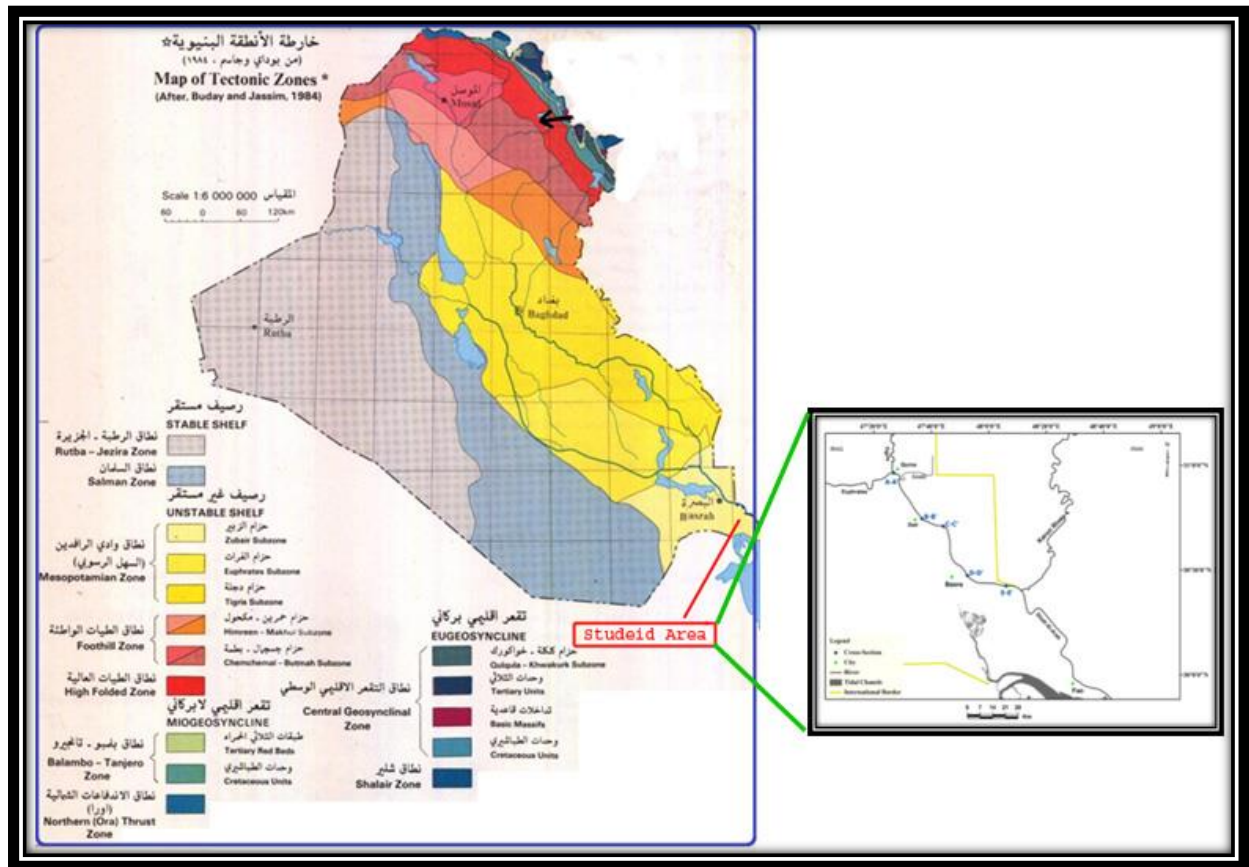 خارطة الأنطقة البنيوية☆
(من بوداي وجاسم ، ١٩٨٤)
Map of Tectonic Zones *
(After, Buday and Jassim, 1984)
الموصل
Mosul
Scale 1:6 000 000 المقياس
60 0 60 120km
بغداد
Baghdad
الرطبة
Rutba
البصرة
Basrah
رصيف مستقر
STABLE SHELF
نطاق الرطبة - الجزيرة
Rutba – Jezira Zone
نطاق السلمان
Salman Zone
رصيف غير مستقر
UNSTABLE SHELF
نطاق وادي الرافدين
(السهل الرسوبي)
Mesopotamian Zone
حزام الزبير
Zubair Subzone
حزام الفرات
Euphrates Subzone
حزام دجلة
Tigris Subzone
نطاق الطيات الواطئة
Foothill Zone
حزام حمرين - مكحول
Himreen – Makhul Subzone
حزام جمجمال - بطمة
Chemchemal – Butmah Subzone
نطاق الطيات العالية
High Folded Zone
تقعر اقليمي لابركاني
MIOGEOSYNCLINE
نطاق بلامبو - تانجيرو
Balambo – Tanjero
Zone
طبقات الثلاثي الحمراء
Tertiary Red Beds
وحدات الطباشيري
Cretaceous Units
نطاق الاندفاعات الشمالية
(اورا)
Northern (Ora) Thrust
Zone
تقعر اقليمي بركاني
EUGEOSYNCLINE
نطاق التقعر الاقليمي الوسطي
Central Geosynclinal
Zone
Qulqula – Khwakurk Subzone
وحدات الثلاثي
Tertiary Units
تداخلات قاعدية
Basic Massifs
وحدات الطباشيري
Cretaceous Units
نطاق شلير
Shalair Zone
Studeid Area
Qurna
A-A'
Euphrates
B-B'
C-C'
D-D'
Basra
Karun River
Fao
Legend
Cross-Section
City
River
Tidal Channels
International Border
Km